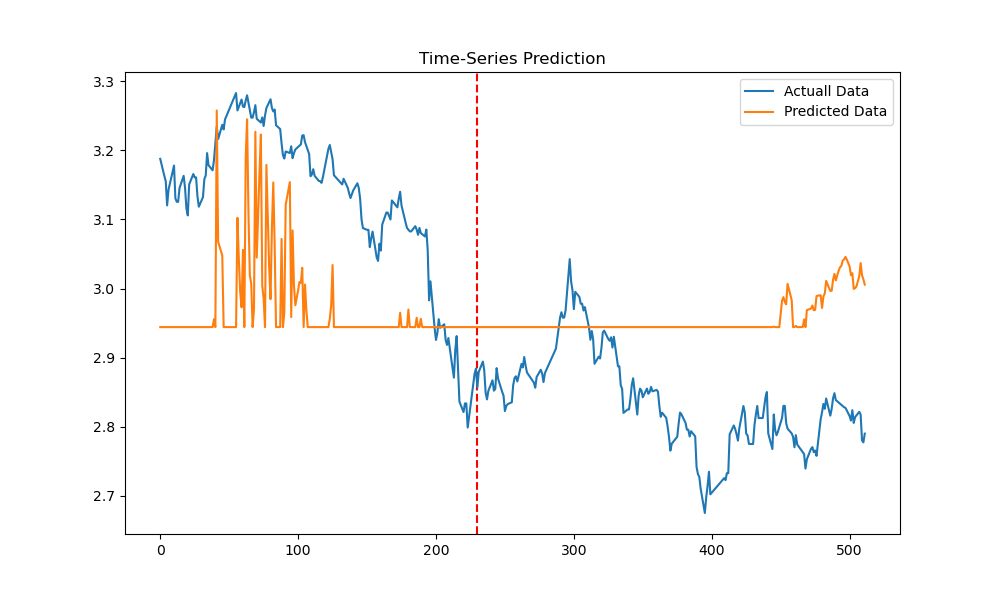 Time-Series Prediction
Actuall Data
Predicted Data
3.3
3.2
3.1
3.0
2.9
2.8
2.7
0 100 200 300 400 500